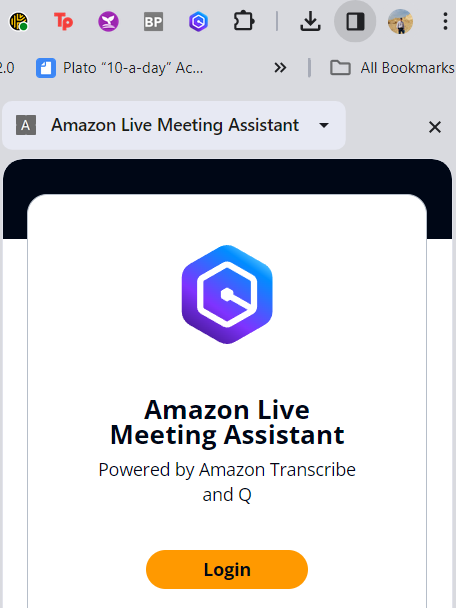 Tp
BP
2.0
Plato “10-a-day” Ac...
All Bookmarks
A
Amazon Live Meeting Assistant
Amazon Live
Meeting Assistant
Powered by Amazon Transcribe
and Q
Login